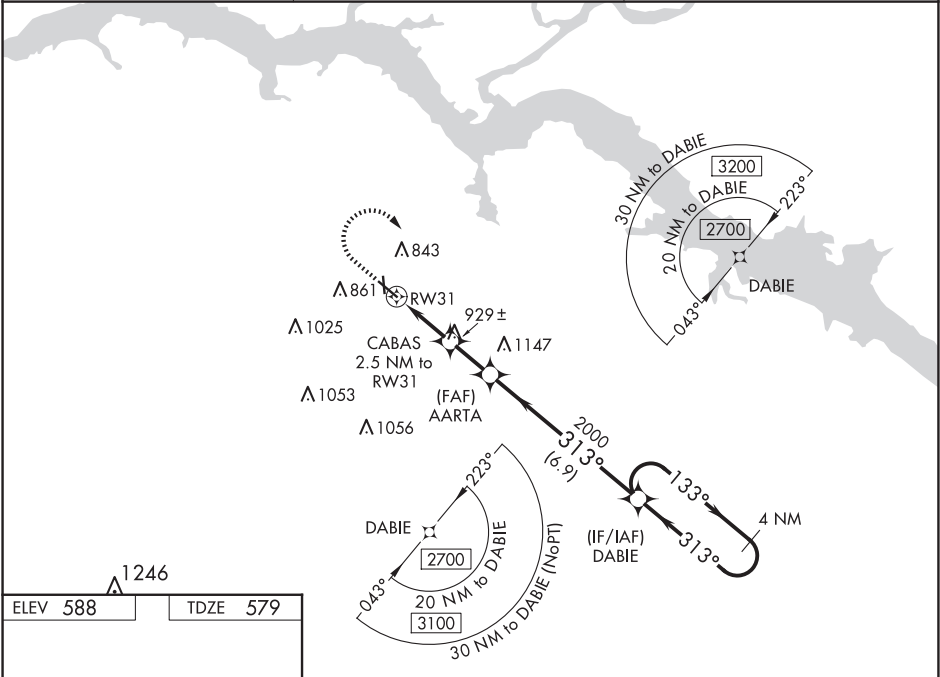 30 NM to DABIE
3200
20 NM to DABIE
2700
223°
043°
DABIE
843
861
RW31
929±
1025
CABAS
2.5 NM to
RW31
1147
1053
(FAF)
AARTA
1056
2000
313°
(6.9)
133°
4 NM
313°
(IF/IAF)
DABIE
223°
DABIE
2700
043°
20 NM to DABIE
3100
30 NM to DABIE (NoPT)
1246
ELEV 588
TDZE 579